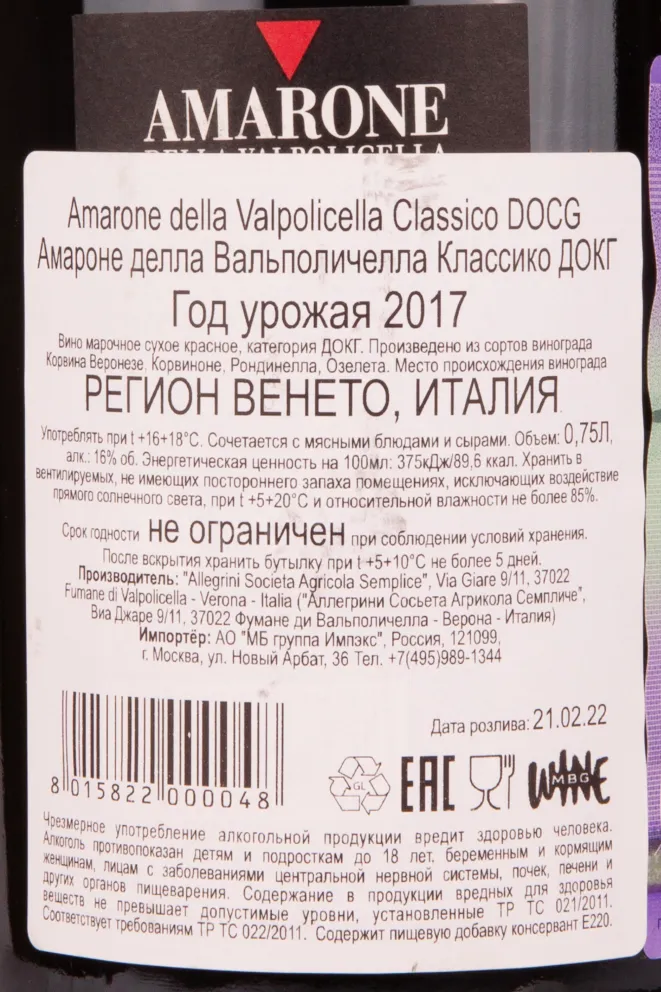 AMARONE
DELLA VALPOLICELLA
Amarone della Valpolicella Classico DOCG
Амароне делла Вальполичелла Классико ДОКГ
Год урожая 2017
Вино марочное сухое красное, категория ДОКГ. Произведено из сортов винограда
Корвина Веронезе, Корвиноне, Рондинелла, Озелета. Место происхождения винограда
РЕГИОН ВЕНЕТО, ИТАЛИЯ.
Употреблять при t +16+18°С. Сочетается с мясными блюдами и сырами. Объем: 0,75Л,
алк.: 16% об. Энергетическая ценность на 100мл: 375кДж/89,6 ккал. Хранить в
вентилируемых, не имеющих постороннего запаха помещениях, исключающих воздействие
прямого солнечного света, при t +5+20°С и относительной влажности не более 85%.
Срок годности не ограничен при соблюдении условий хранения.
После вскрытия хранить бутылку при t +5+10°С не более 5 дней.
Производитель: "Allegrini Societa Agricola Semplice", Via Giare 9/11, 37022
Fumane di Valpolicella - Verona - Italia ("Аллегрини Сосьета Агрикола Семпличе",
Виа Джаре 9/11, 37022 Фумане ди Вальполичелла - Верона - Италия)
Импортёр: АО "МБ группа Импэкс", Россия, 121099,
г. Москва, ул. Новый Арбат, 36 Тел. +7(495)989-1344
Дата розлива: 21.02.22
8 015822 000048
GL
EAC
WINE
MBG
Чрезмерное употребление алкогольной продукции вредит здоровью человека.
Алкоголь противопоказан детям и подросткам до 18 лет, беременным и кормящим
женщинам, лицам с заболеваниями центральной нервной системы, почек, печени и
других органов пищеварения. Содержание в продукции вредных для здоровья
веществ не превышает допустимые уровни, установленные ТР ТС 021/2011.
Соответствует требованиям ТР ТС 022/2011. Содержит пищевую добавку консервант Е220.